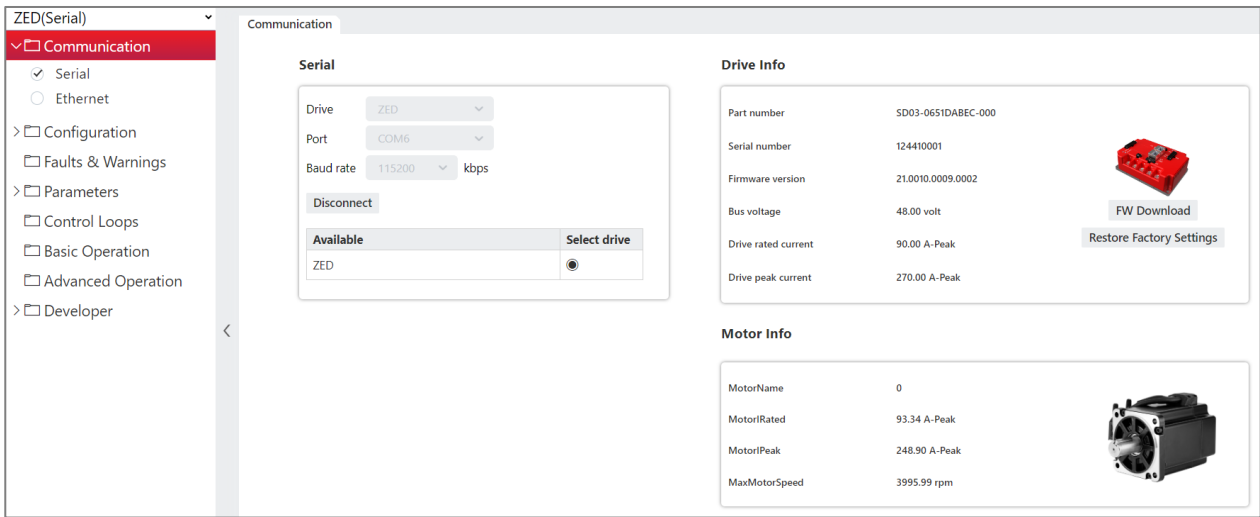 ZED(Serial)
Communication
Serial
Ethernet
Configuration
Faults & Warnings
Parameters
Control Loops
Basic Operation
Advanced Operation
Developer
Communication
Serial
Drive ZED
Port COM6
Baud rate 115200 kbps
Disconnect
Available Select drive
ZED
Drive Info
Part number SD03-0651DABEC-000
Serial number 124410001
Firmware version 21.0010.0009.0002
Bus voltage 48.00 volt
Drive rated current 90.00 A-Peak
Drive peak current 270.00 A-Peak
FW Download
Restore Factory Settings
Motor Info
MotorName 0
MotorIRated 93.34 A-Peak
MotorIPeak 248.90 A-Peak
MaxMotorSpeed 3995.99 rpm